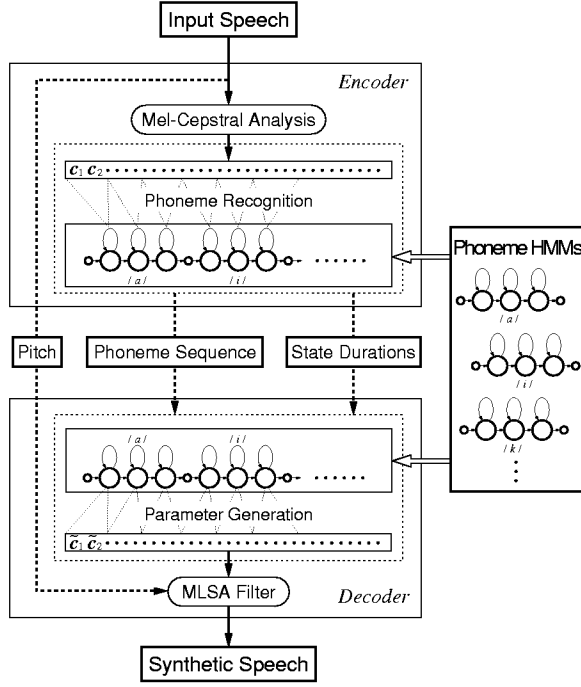 Input Speech
Encoder
Mel-Cepstral Analysis
c1 c2
Phoneme Recognition
/a/ /i/
Phoneme HMMs
/a/
/i/
/k/
Pitch
Phoneme Sequence
State Durations
/a/ /i/
Parameter Generation
c̃1 c̃2
MLSA Filter
Decoder
Synthetic Speech